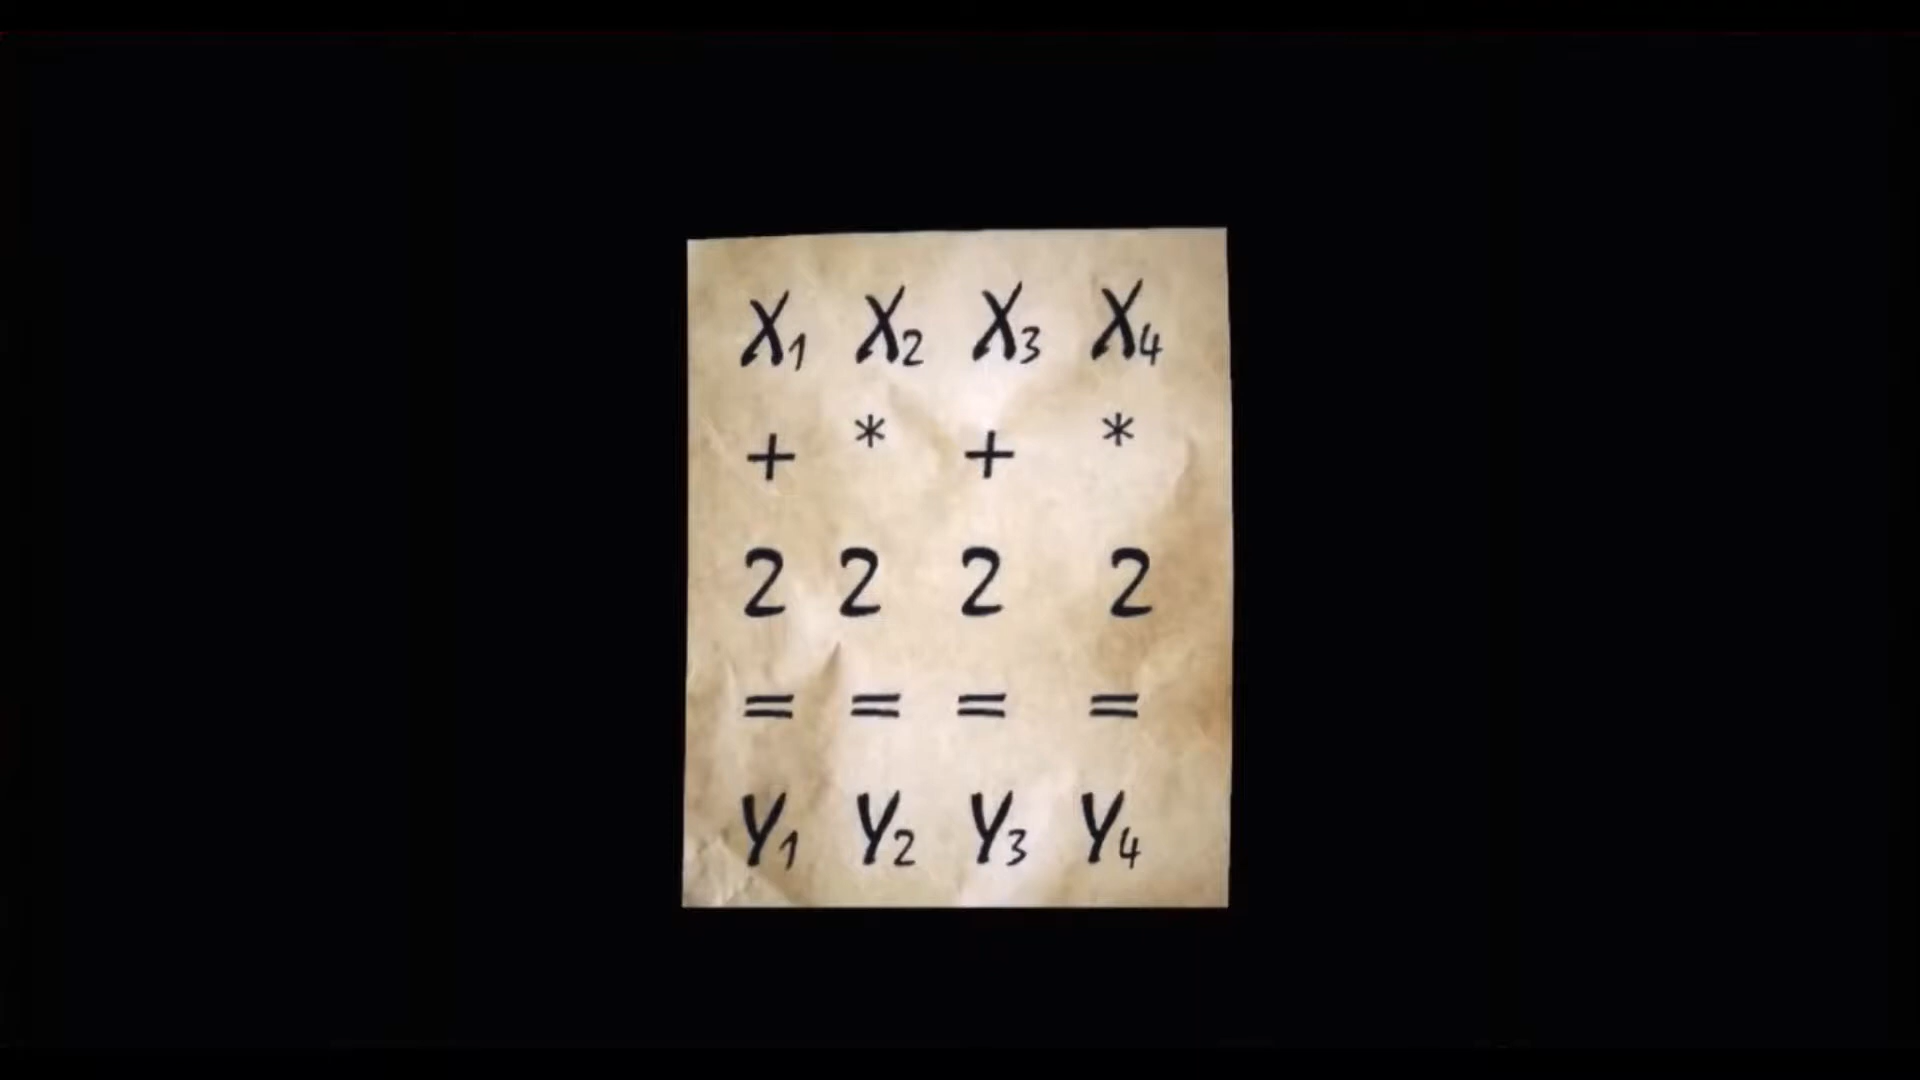 X₁ X₂ X₃ X₄
+ * + *
2 2 2 2
= = = =
Y₁ Y₂ Y₃ Y₄